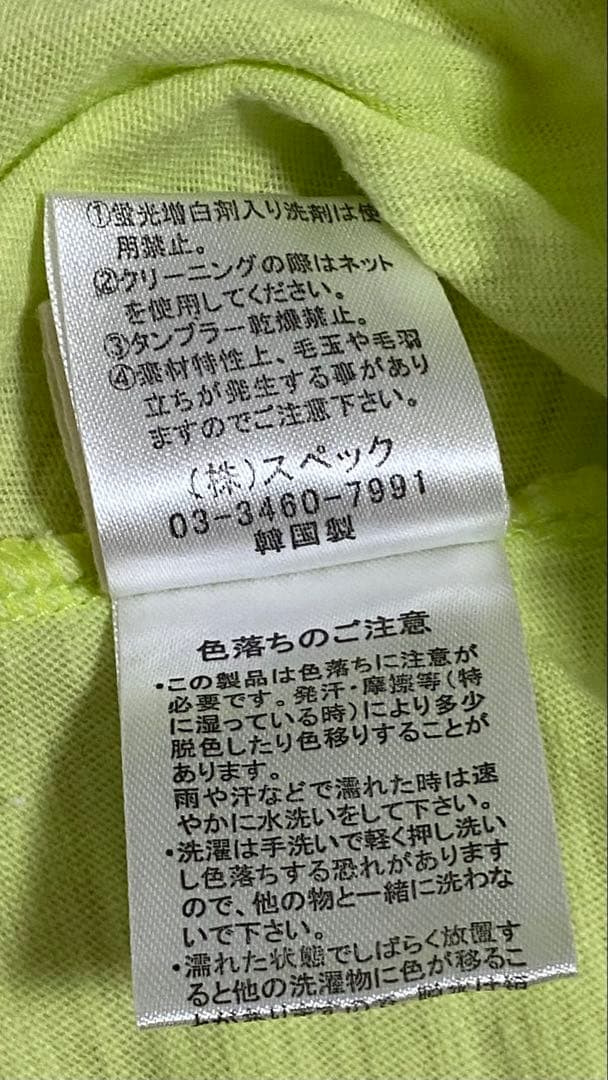 ①蛍光増白剤入り洗剤は使
用禁止。
②クリーニングの際はネット
を使用してください。
③タンブラー乾燥禁止。
④素材特性上、毛玉や毛羽
立ちが発生する事があり
ますのでご注意下さい。
(株)スペック
03-3460-7991
韓国製
色落ちのご注意
・この製品は色落ちに注意が
必要です。発汗・摩擦等(特
に湿っている時)により多少
脱色したり色移りすることが
あります。
雨や汗などで濡れた時は速
やかに水洗いをして下さい。
・洗濯は手洗いで軽く押し洗い
し色落ちする恐れがあります
ので、他の物と一緒に洗わな
いで下さい。
・濡れた状態でしばらく放置す
ると他の洗濯物に色が移るこ
とがありますので